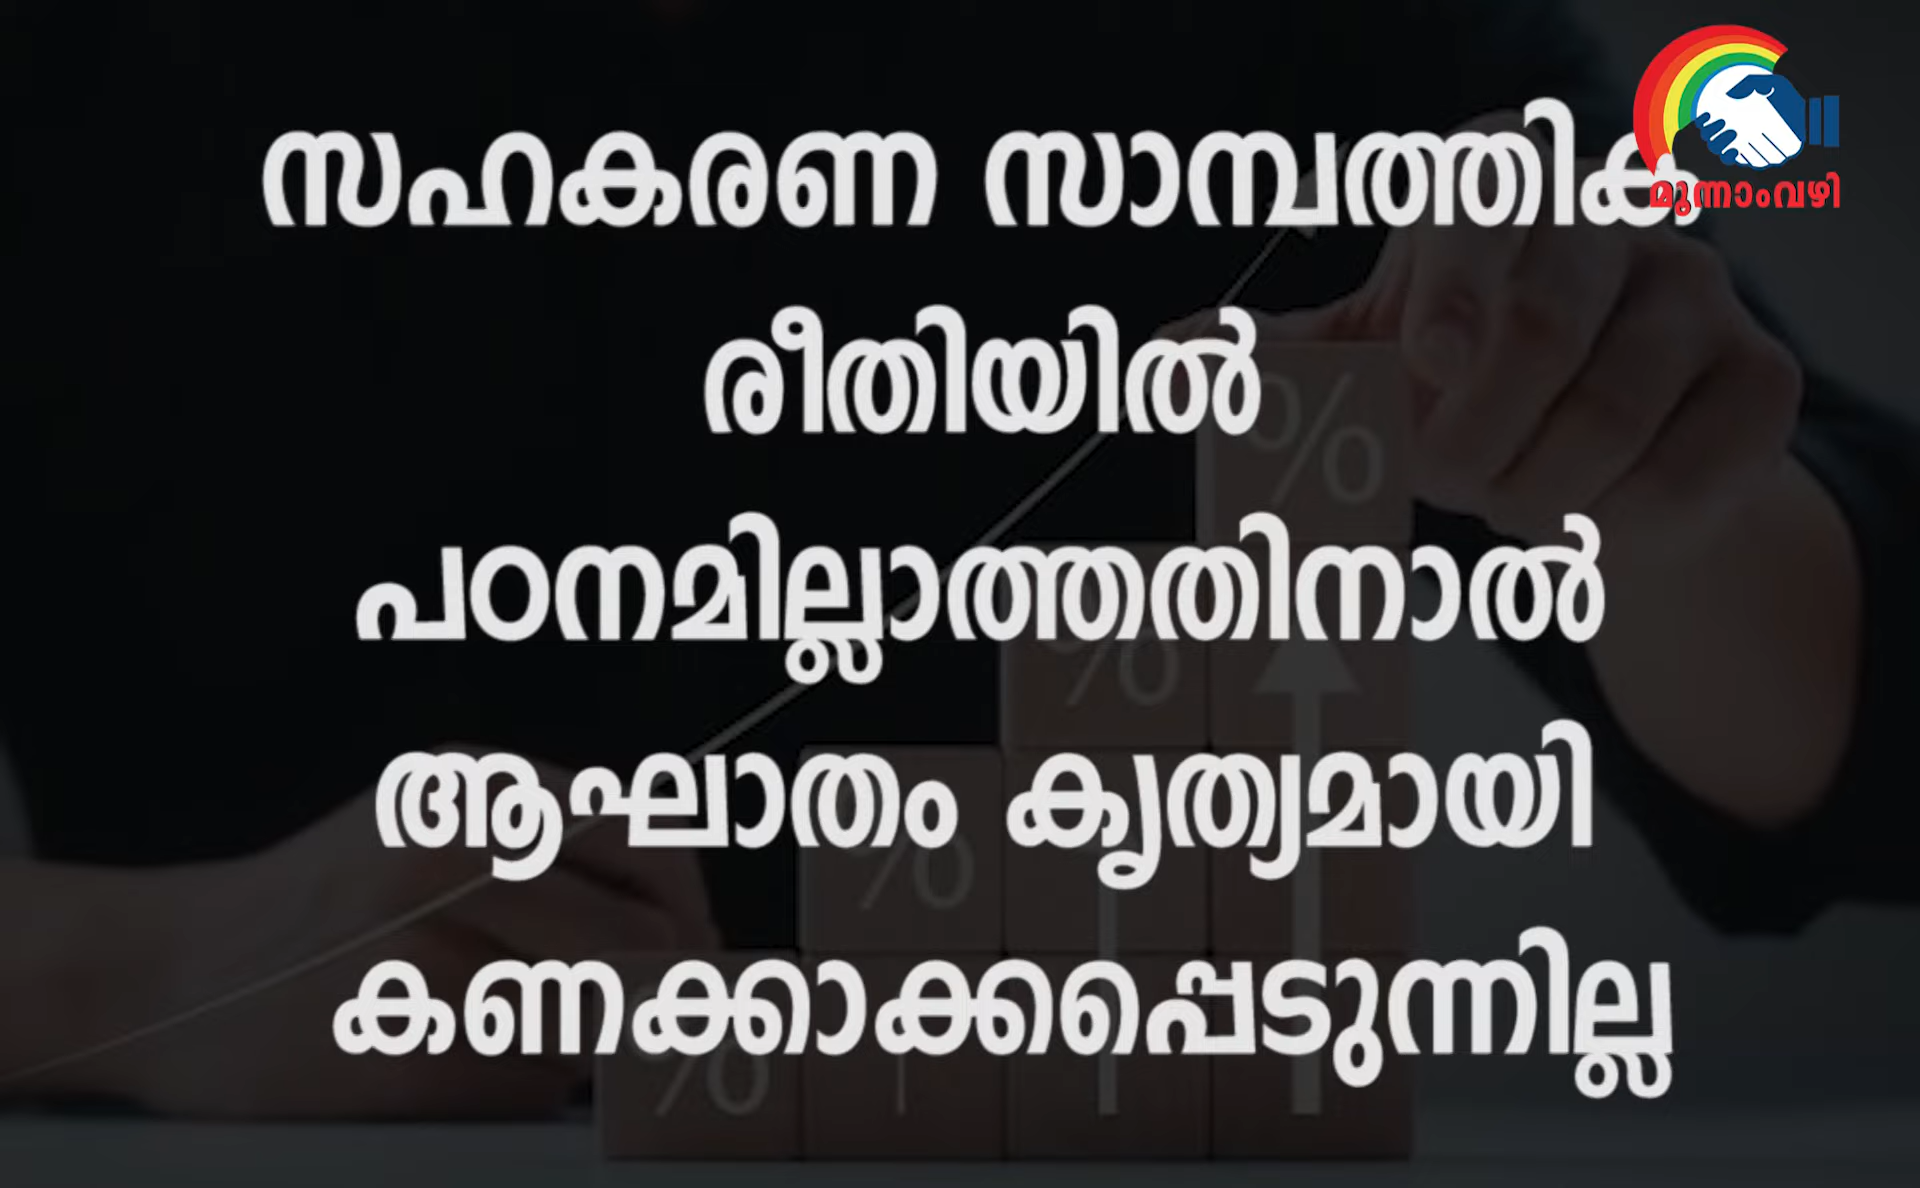 സഹകരണ സാമ്പത്തിക
മൂന്നാംവഴി
രീതിയിൽ
പഠനമില്ലാത്തതിനാൽ
ആഘാതം കൃത്യമായി
കണക്കാക്കപ്പെടുന്നില്ല
%
%
%
%